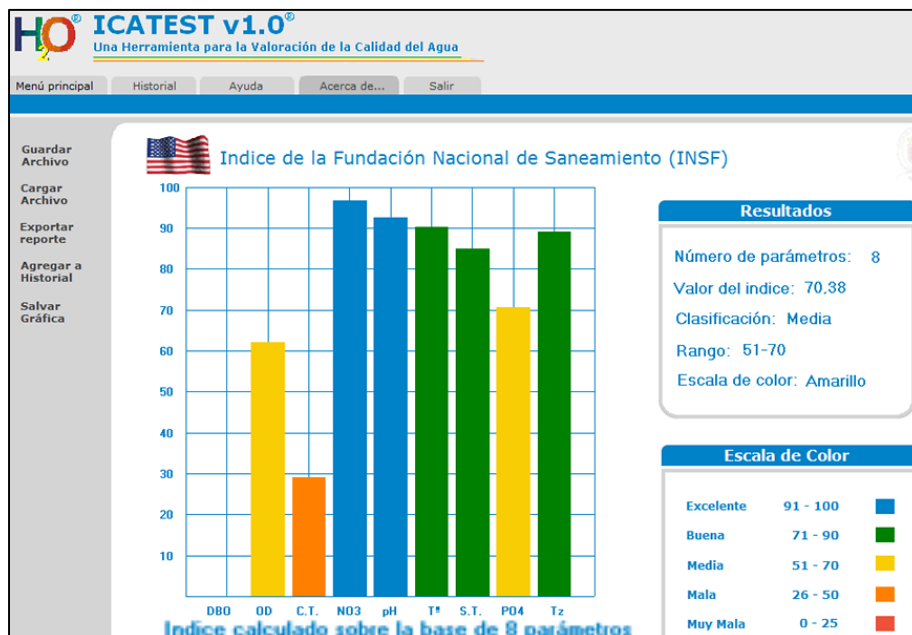 H2O® ICATEST v1.0®
Una Herramienta para la Valoración de la Calidad del Agua
Menú principal Historial Ayuda Acerca de... Salir
Guardar
Archivo
Cargar
Archivo
Exportar
reporte
Agregar a
Historial
Salvar
Gráfica
Indice de la Fundación Nacional de Saneamiento (INSF)
100
90
80
70
60
50
40
30
20
10
DBO OD C.T. NO3 pH Tª S.T. PO4 Tz
Indice calculado sobre la base de 8 parámetros
Resultados
Número de parámetros: 8
Valor del indice: 70,38
Clasificación: Media
Rango: 51-70
Escala de color: Amarillo
Escala de Color
Excelente 91 - 100
Buena 71 - 90
Media 51 - 70
Mala 26 - 50
Muy Mala 0 - 25